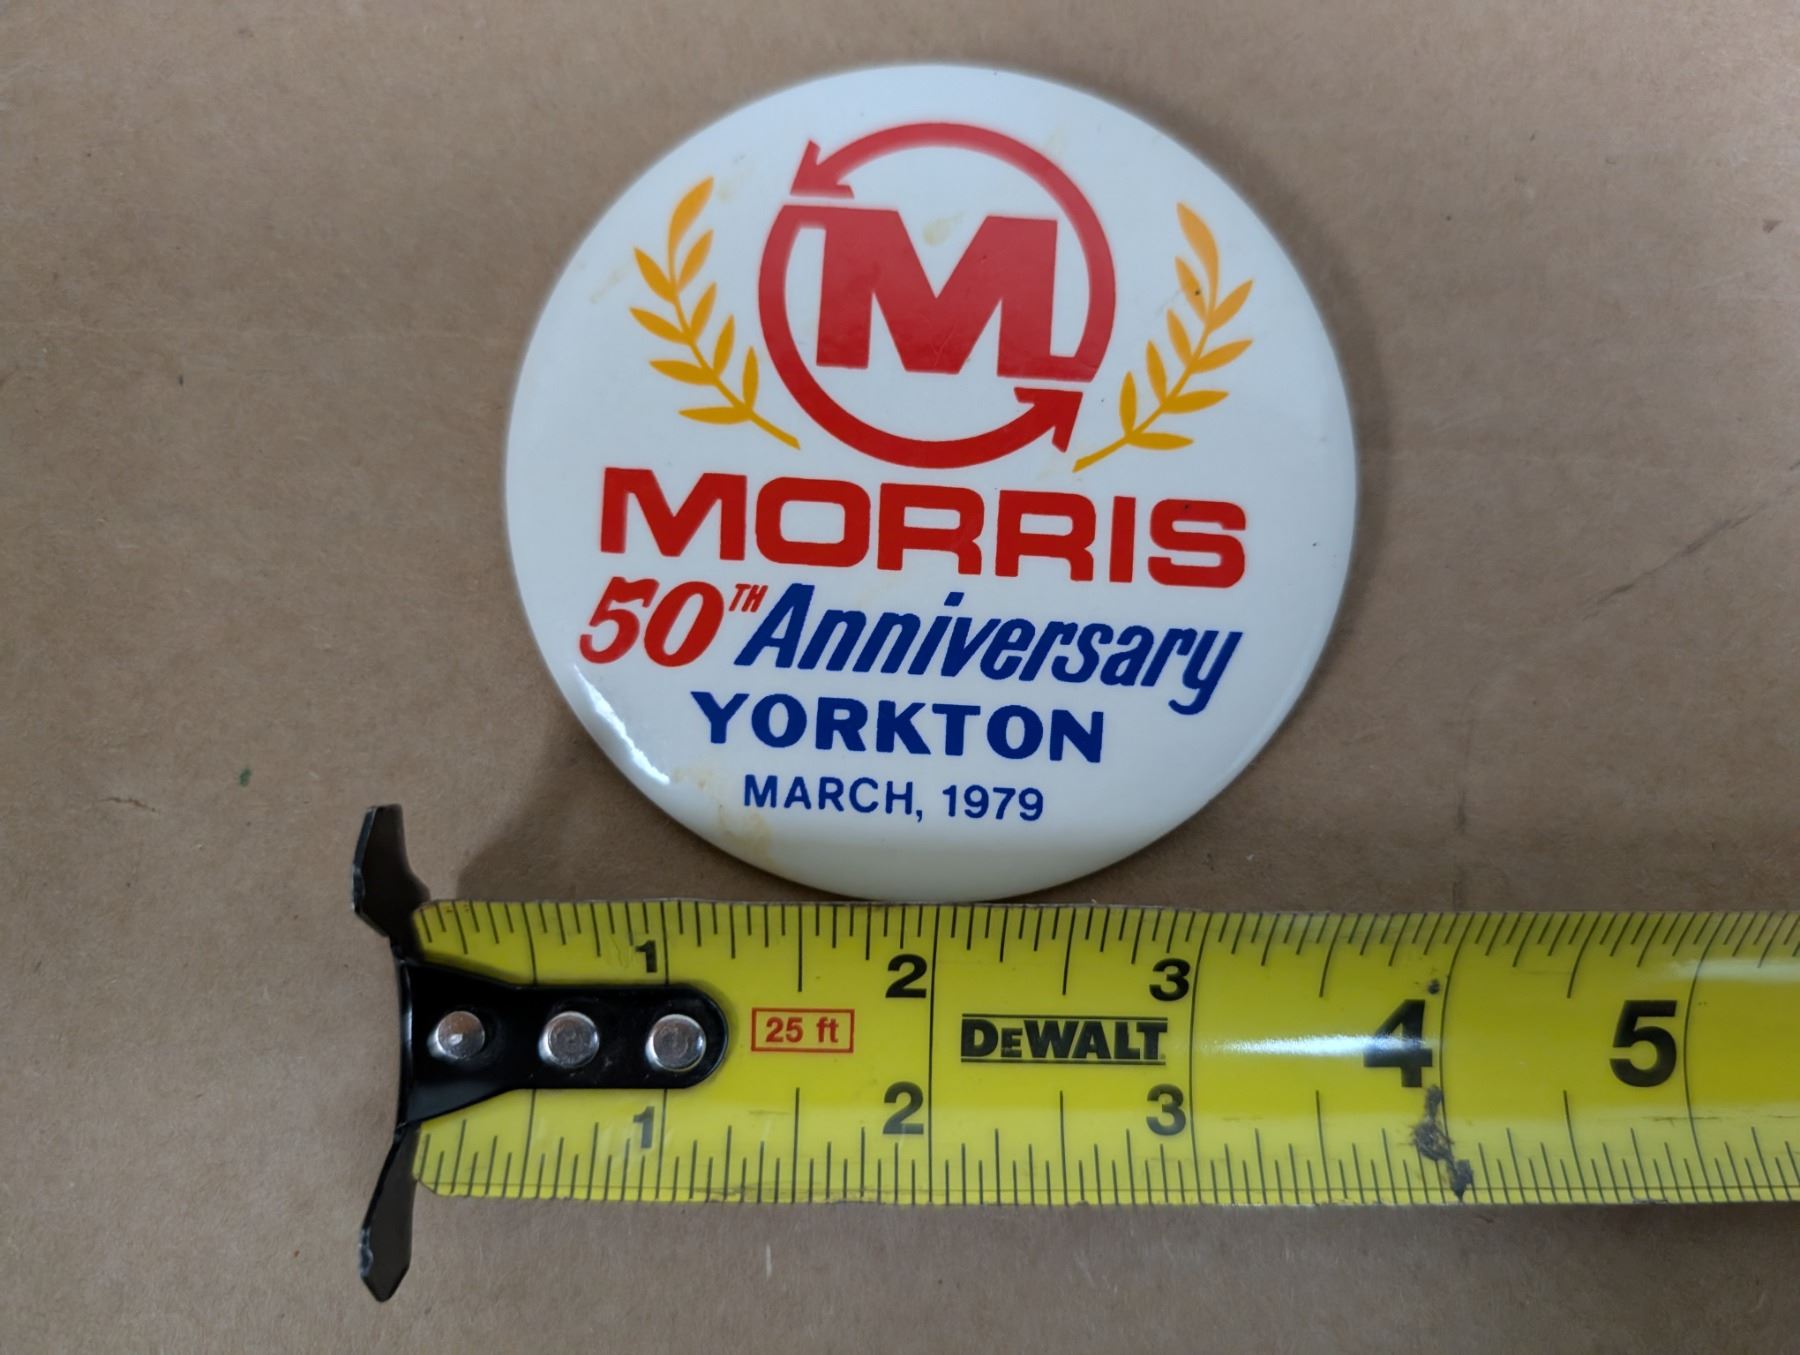 M
MORRIS
50TH Anniversary
YORKTON
MARCH, 1979
1 2 3 4 5
25 ft DEWALT
1 2 3